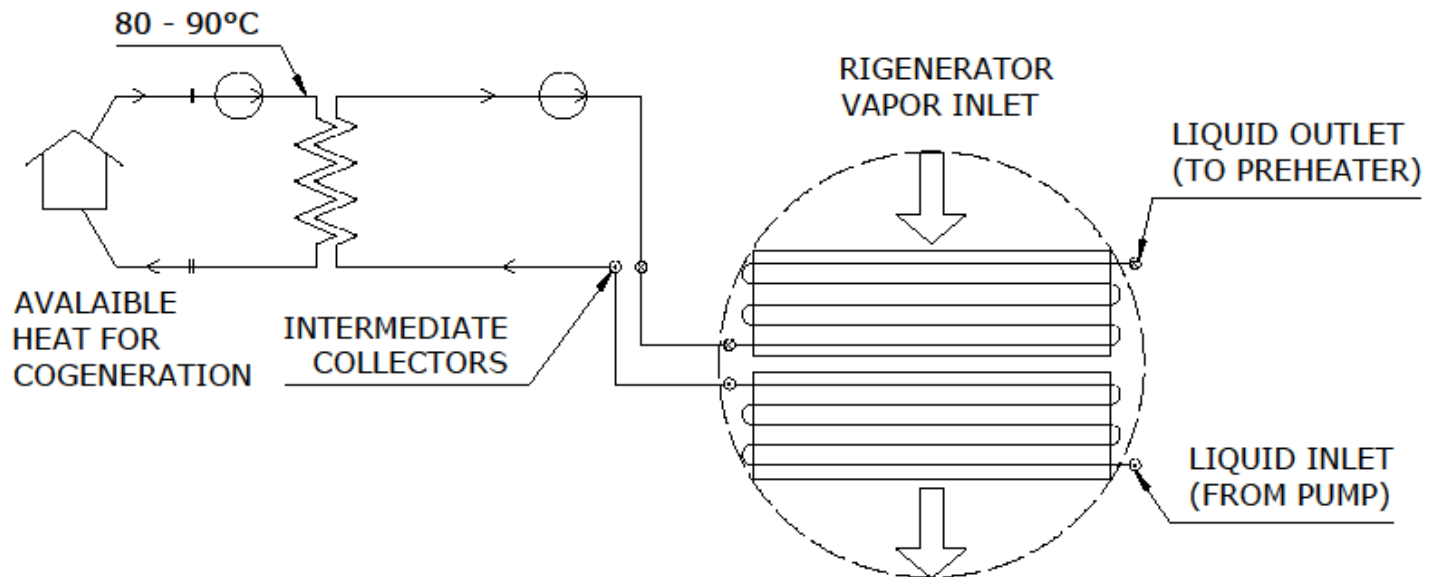 80 - 90°C
RIGENERATOR
VAPOR INLET
LIQUID OUTLET
(TO PREHEATER)
AVALAIBLE
HEAT FOR
COGENERATION
INTERMEDIATE
COLLECTORS
LIQUID INLET
(FROM PUMP)